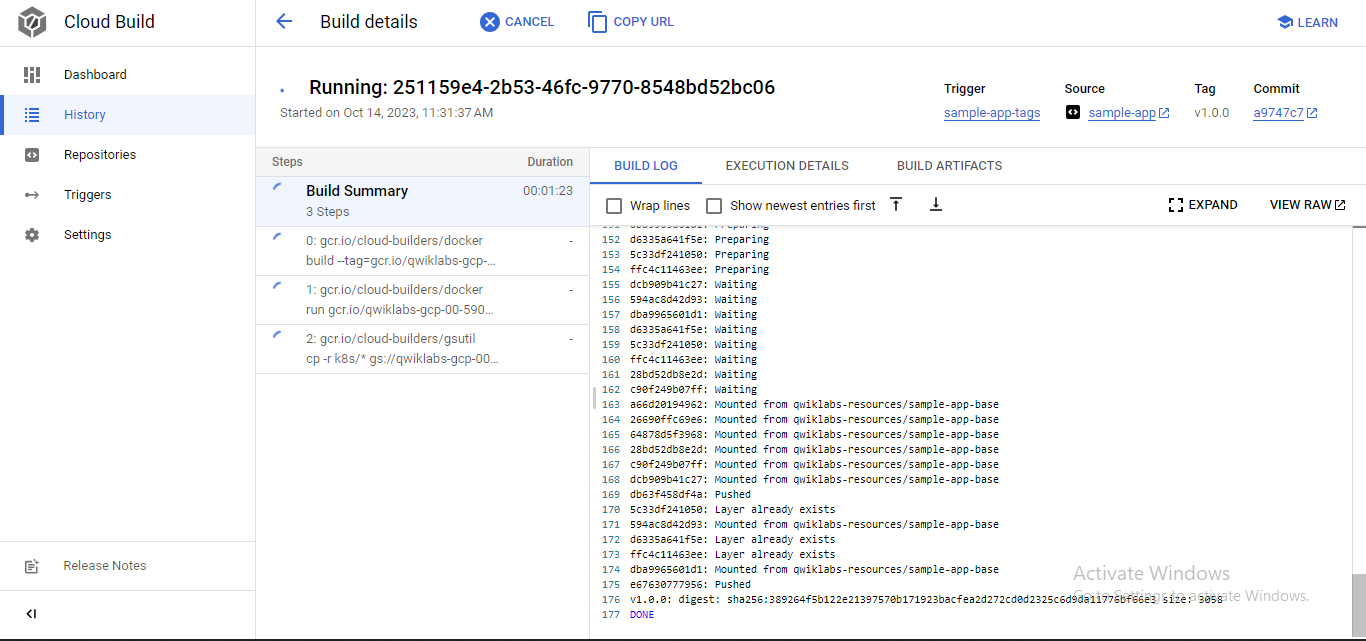 Cloud Build
Build details
CANCEL
COPY URL
LEARN
Dashboard
History
Repositories
Triggers
Settings
Release Notes
Running: 251159e4-2b53-46fc-9770-8548bd52bc06
Started on Oct 14, 2023, 11:31:37 AM
Trigger
sample-app-tags
Source
sample-app
Tag
v1.0.0
Commit
a9747c7
Steps Duration
Build Summary 00:01:23
3 Steps
0: gcr.io/cloud-builders/docker -
build --tag=gcr.io/qwiklabs-gcp-...
1: gcr.io/cloud-builders/docker -
run gcr.io/qwiklabs-gcp-00-590...
2: gcr.io/cloud-builders/gsutil -
cp -r k8s/* gs://qwiklabs-gcp-00...
BUILD LOG EXECUTION DETAILS BUILD ARTIFACTS
Wrap lines Show newest entries first EXPAND VIEW RAW
152 d6335a641f5e: Preparing
153 5c33df241050: Preparing
154 ffc4c11463ee: Preparing
155 dcb909b41c27: Waiting
156 594ac8d42d93: Waiting
157 dba9965601d1: Waiting
158 d6335a641f5e: Waiting
159 5c33df241050: Waiting
160 ffc4c11463ee: Waiting
161 28bd52db8e2d: Waiting
162 c90f249b07ff: Waiting
163 a66d20194962: Mounted from qwiklabs-resources/sample-app-base
164 26690ffc69e6: Mounted from qwiklabs-resources/sample-app-base
165 64878d5f3968: Mounted from qwiklabs-resources/sample-app-base
166 28bd52db8e2d: Mounted from qwiklabs-resources/sample-app-base
167 c90f249b07ff: Mounted from qwiklabs-resources/sample-app-base
168 dcb909b41c27: Mounted from qwiklabs-resources/sample-app-base
169 db63f458df4a: Pushed
170 5c33df241050: Layer already exists
171 594ac8d42d93: Mounted from qwiklabs-resources/sample-app-base
172 d6335a641f5e: Layer already exists
173 ffc4c11463ee: Layer already exists
174 dba9965601d1: Mounted from qwiklabs-resources/sample-app-base
175 e67630777956: Pushed
176 v1.0.0: digest: size: 3058
177 DONE
Activate Windows
Go to Settings to activate Windows.